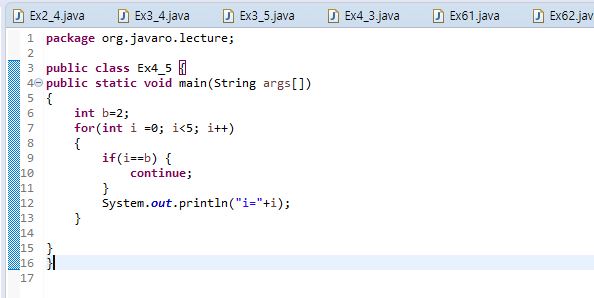 Ex2_4.java Ex3_4.java Ex3_5.java Ex4_3.java Ex61.java Ex62.jav
1 package org.javaro.lecture;
2
3 public class Ex4_5 {
4 public static void main(String args[])
5 {
6 int b=2;
7 for(int i =0; i<5; i++)
8 {
9 if(i==b) {
10 continue;
11 }
12 System.out.println("i="+i);
13 }
14
15 }
16 }
17